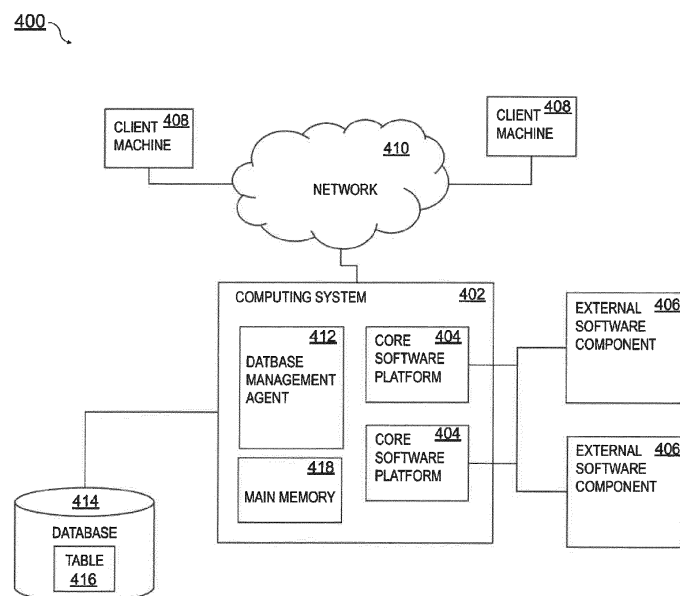 400
CLIENT 408
MACHINE
CLIENT 408
MACHINE
410
NETWORK
COMPUTING SYSTEM 402
412
DATBASE
MANAGEMENT
AGENT
CORE 404
SOFTWARE
PLATFORM
EXTERNAL 406
SOFTWARE
COMPONENT
418
MAIN MEMORY
CORE 404
SOFTWARE
PLATFORM
EXTERNAL 406
SOFTWARE
COMPONENT
414
DATABASE
TABLE
416